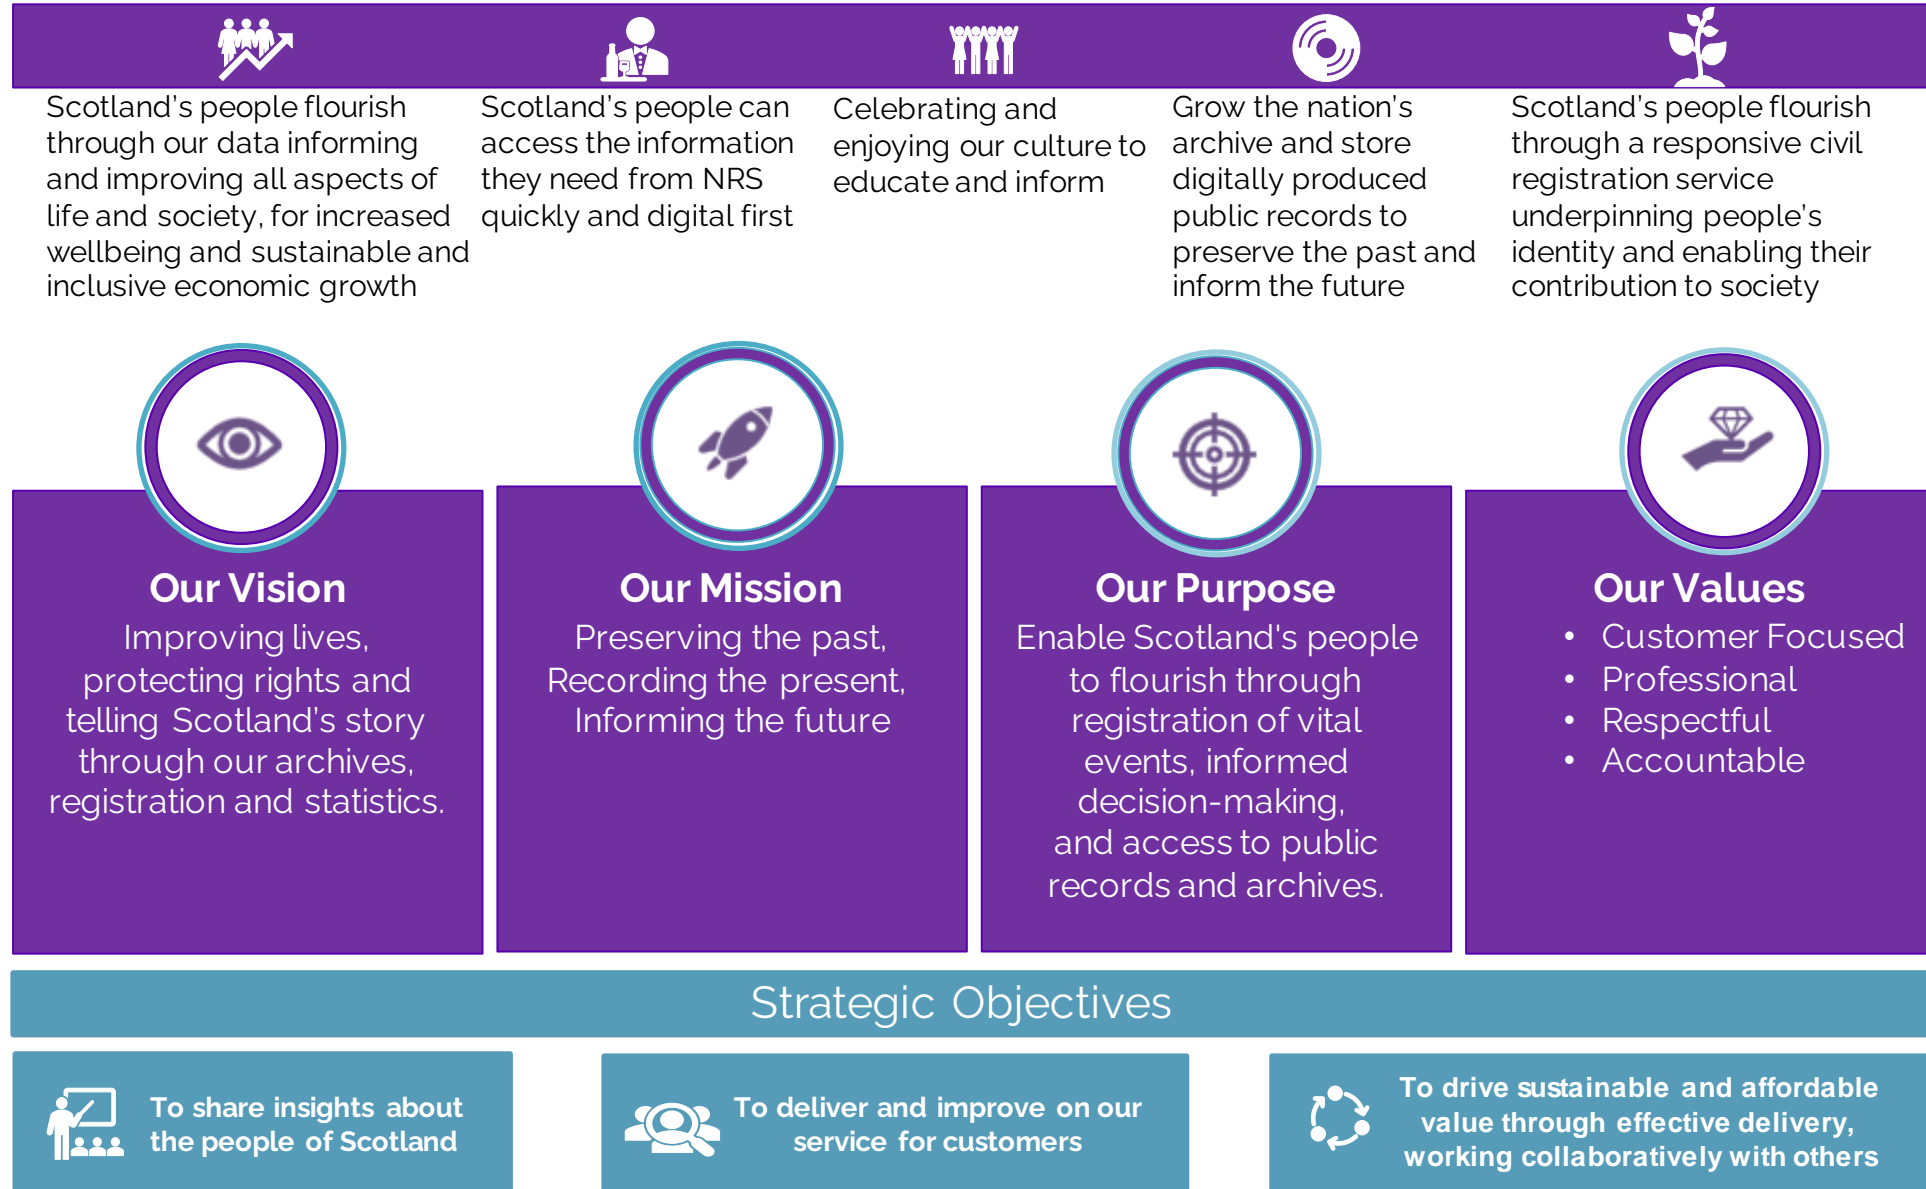 Scotland's people flourish
through our data informing
and improving all aspects of
life and society, for increased
wellbeing and sustainable and
inclusive economic growth
Scotland's people can
access the information
they need from NRS
quickly and digital first
Celebrating and
enjoying our culture to
educate and inform
Grow the nation's
archive and store
digitally produced
public records to
preserve the past and
inform the future
Scotland's people flourish
through a responsive civil
registration service
underpinning people's
identity and enabling their
contribution to society
Our Vision
Improving lives,
protecting rights and
telling Scotland's story
through our archives,
registration and statistics.
Our Mission
Preserving the past,
Recording the present,
Informing the future
Our Purpose
Enable Scotland's people
to flourish through
registration of vital
events, informed
decision-making,
and access to public
records and archives.
Our Values
• Customer Focused
• Professional
• Respectful
• Accountable
Strategic Objectives
To share insights about
the people of Scotland
To deliver and improve on our
service for customers
To drive sustainable and affordable
value through effective delivery,
working collaboratively with others